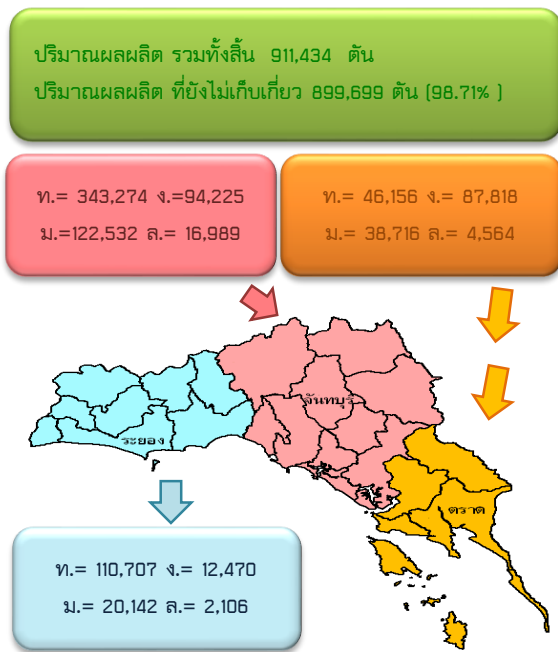 ปริมาณผลผลิต รวมทั้งสิ้น 911,434 ตัน
ปริมาณผลผลิต ที่ยังไม่เก็บเกี่ยว 899,699 ตัน (98.71% )
ท.= 343,274 ง.=94,225
ม.=122,532 ล.= 16,989
ท.= 46,156 ง.= 87,818
ม.= 38,716 ล.= 4,564
จันทบุรี
ระยอง
ตราด
ท.= 110,707 ง.= 12,470
ม.= 20,142 ล.= 2,106